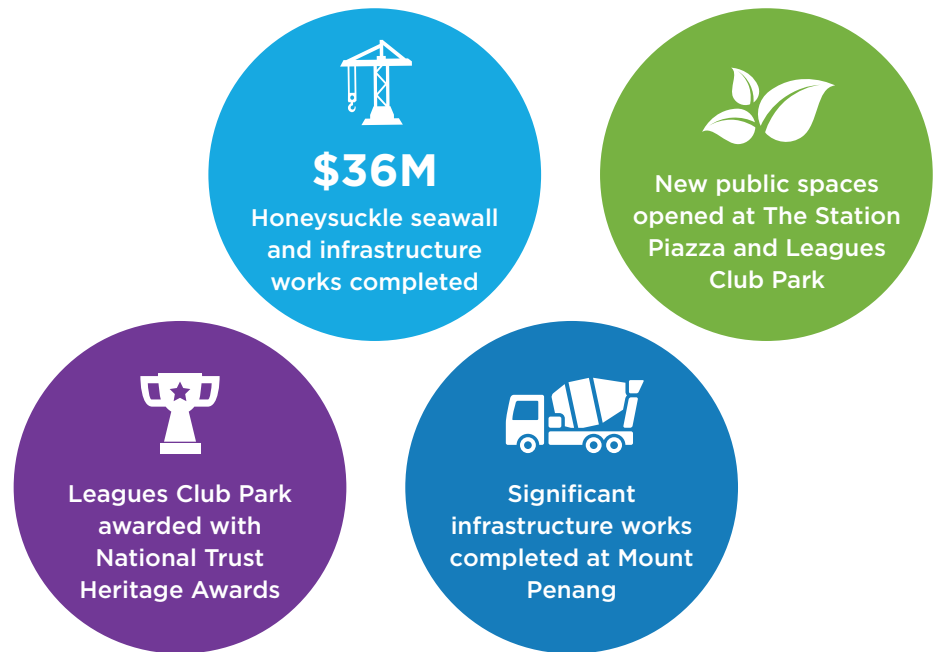 $36M
Honeysuckle seawall
and infrastructure
works completed
New public spaces
opened at The Station
Piazza and Leagues
Club Park
Leagues Club Park
awarded with
National Trust
Heritage Awards
Significant
infrastructure works
completed at Mount
Penang